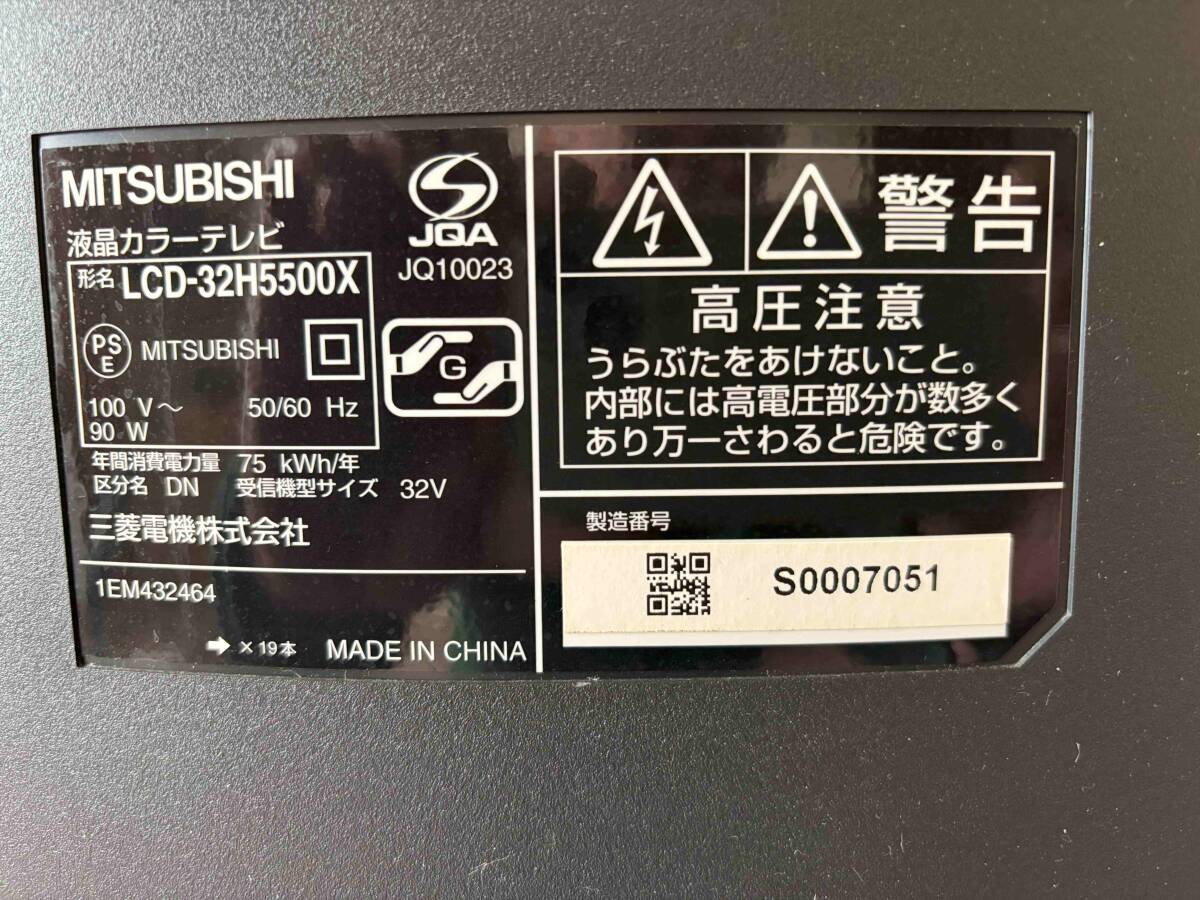 MITSUBISHI
液晶カラーテレビ
形名 LCD-32H5500X
PS
E
MITSUBISHI
100 V～ 50/60 Hz
90 W
年間消費電力量 75 kWh/年
区分名 DN 受信機型サイズ 32V
三菱電機株式会社
1EM432464
➡ × 19本 MADE IN CHINA
JQA
JQ10023
G
警告
高圧注意
うらぶたをあけないこと。
内部には高電圧部分が数多く
あり万一さわると危険です。
製造番号
S0007051